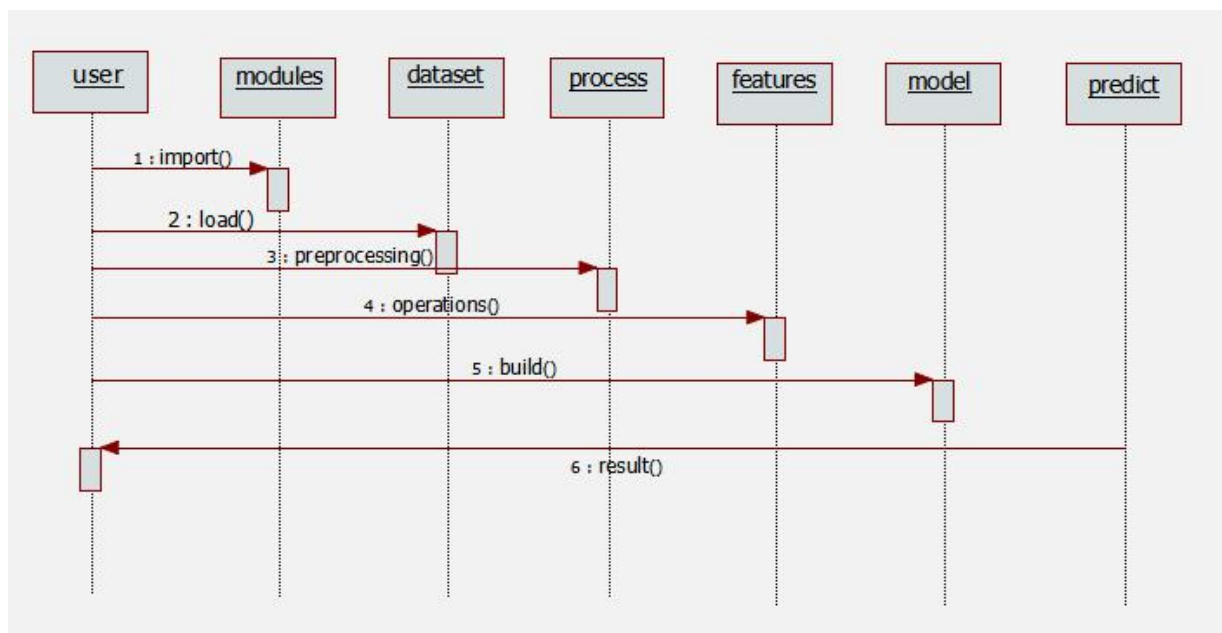 user
modules
dataset
process
features
model
predict
1 : import()
2 : load()
3 : preprocessing()
4 : operations()
5 : build()
6 : result()